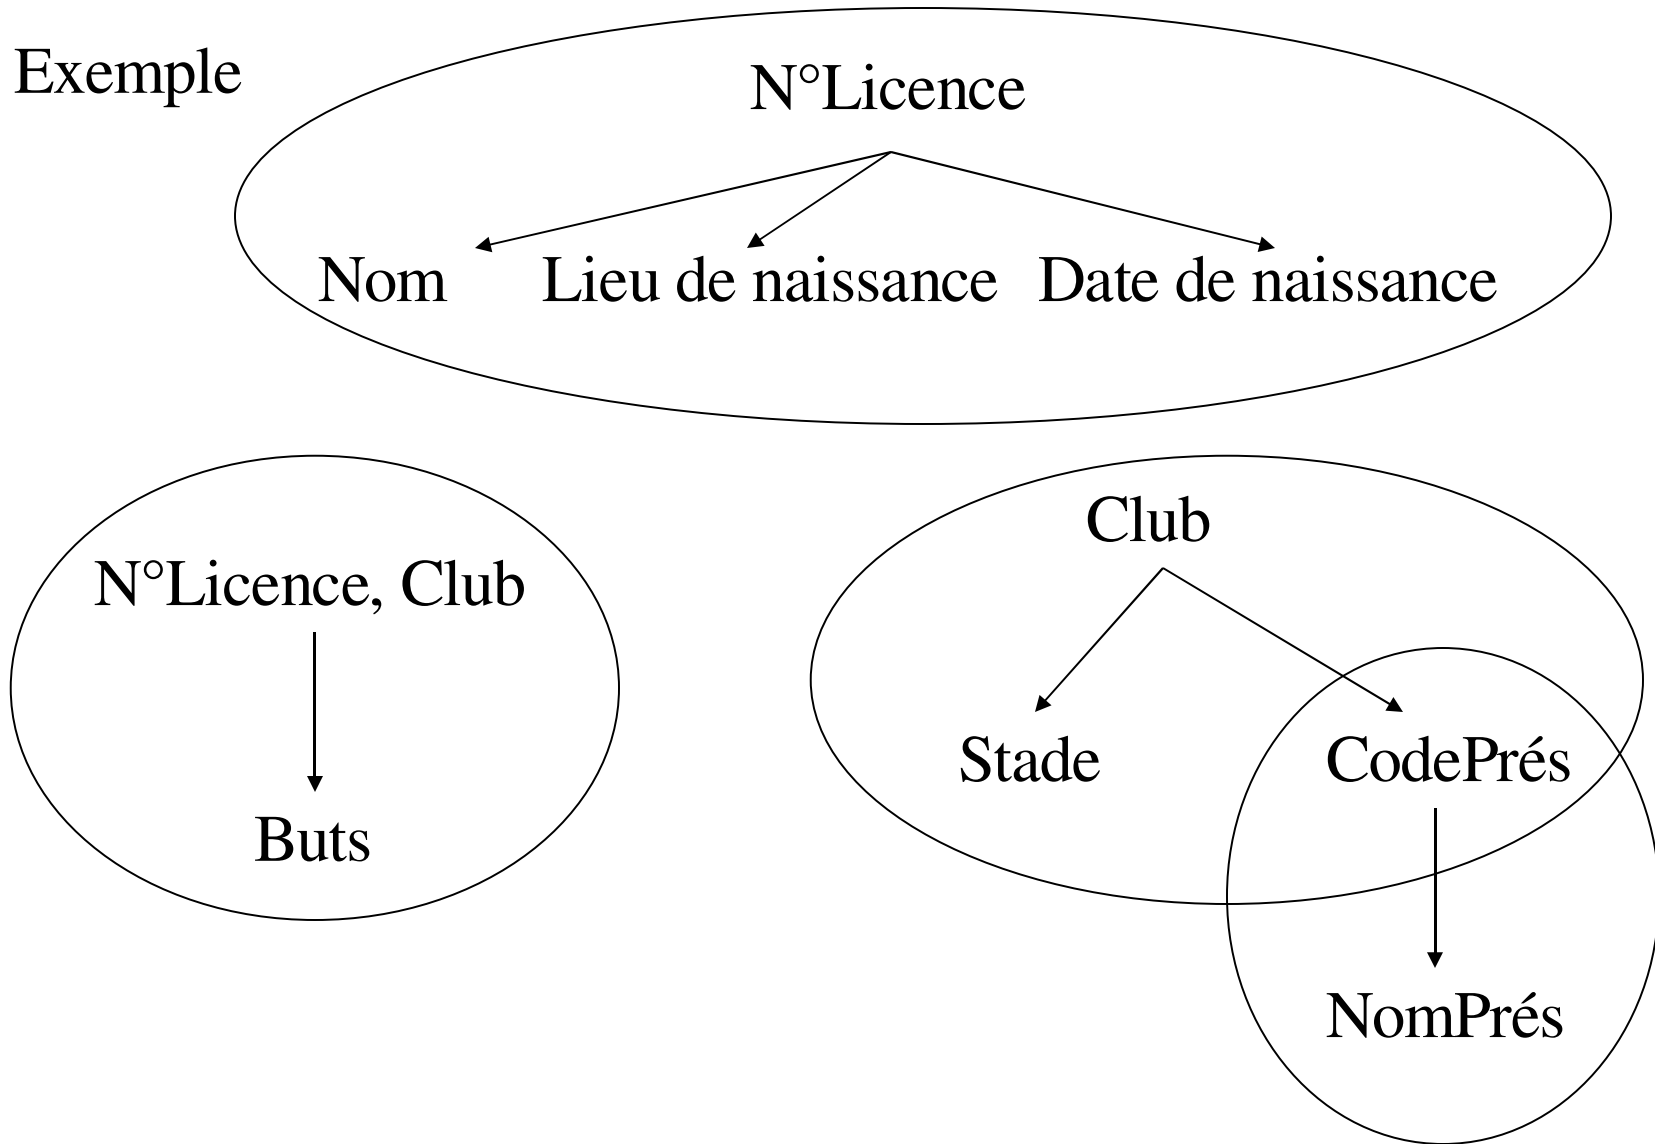 Exemple
N°Licence
Nom Lieu de naissance Date de naissance
N°Licence, Club
Buts
Club
Stade CodePrés
NomPrés